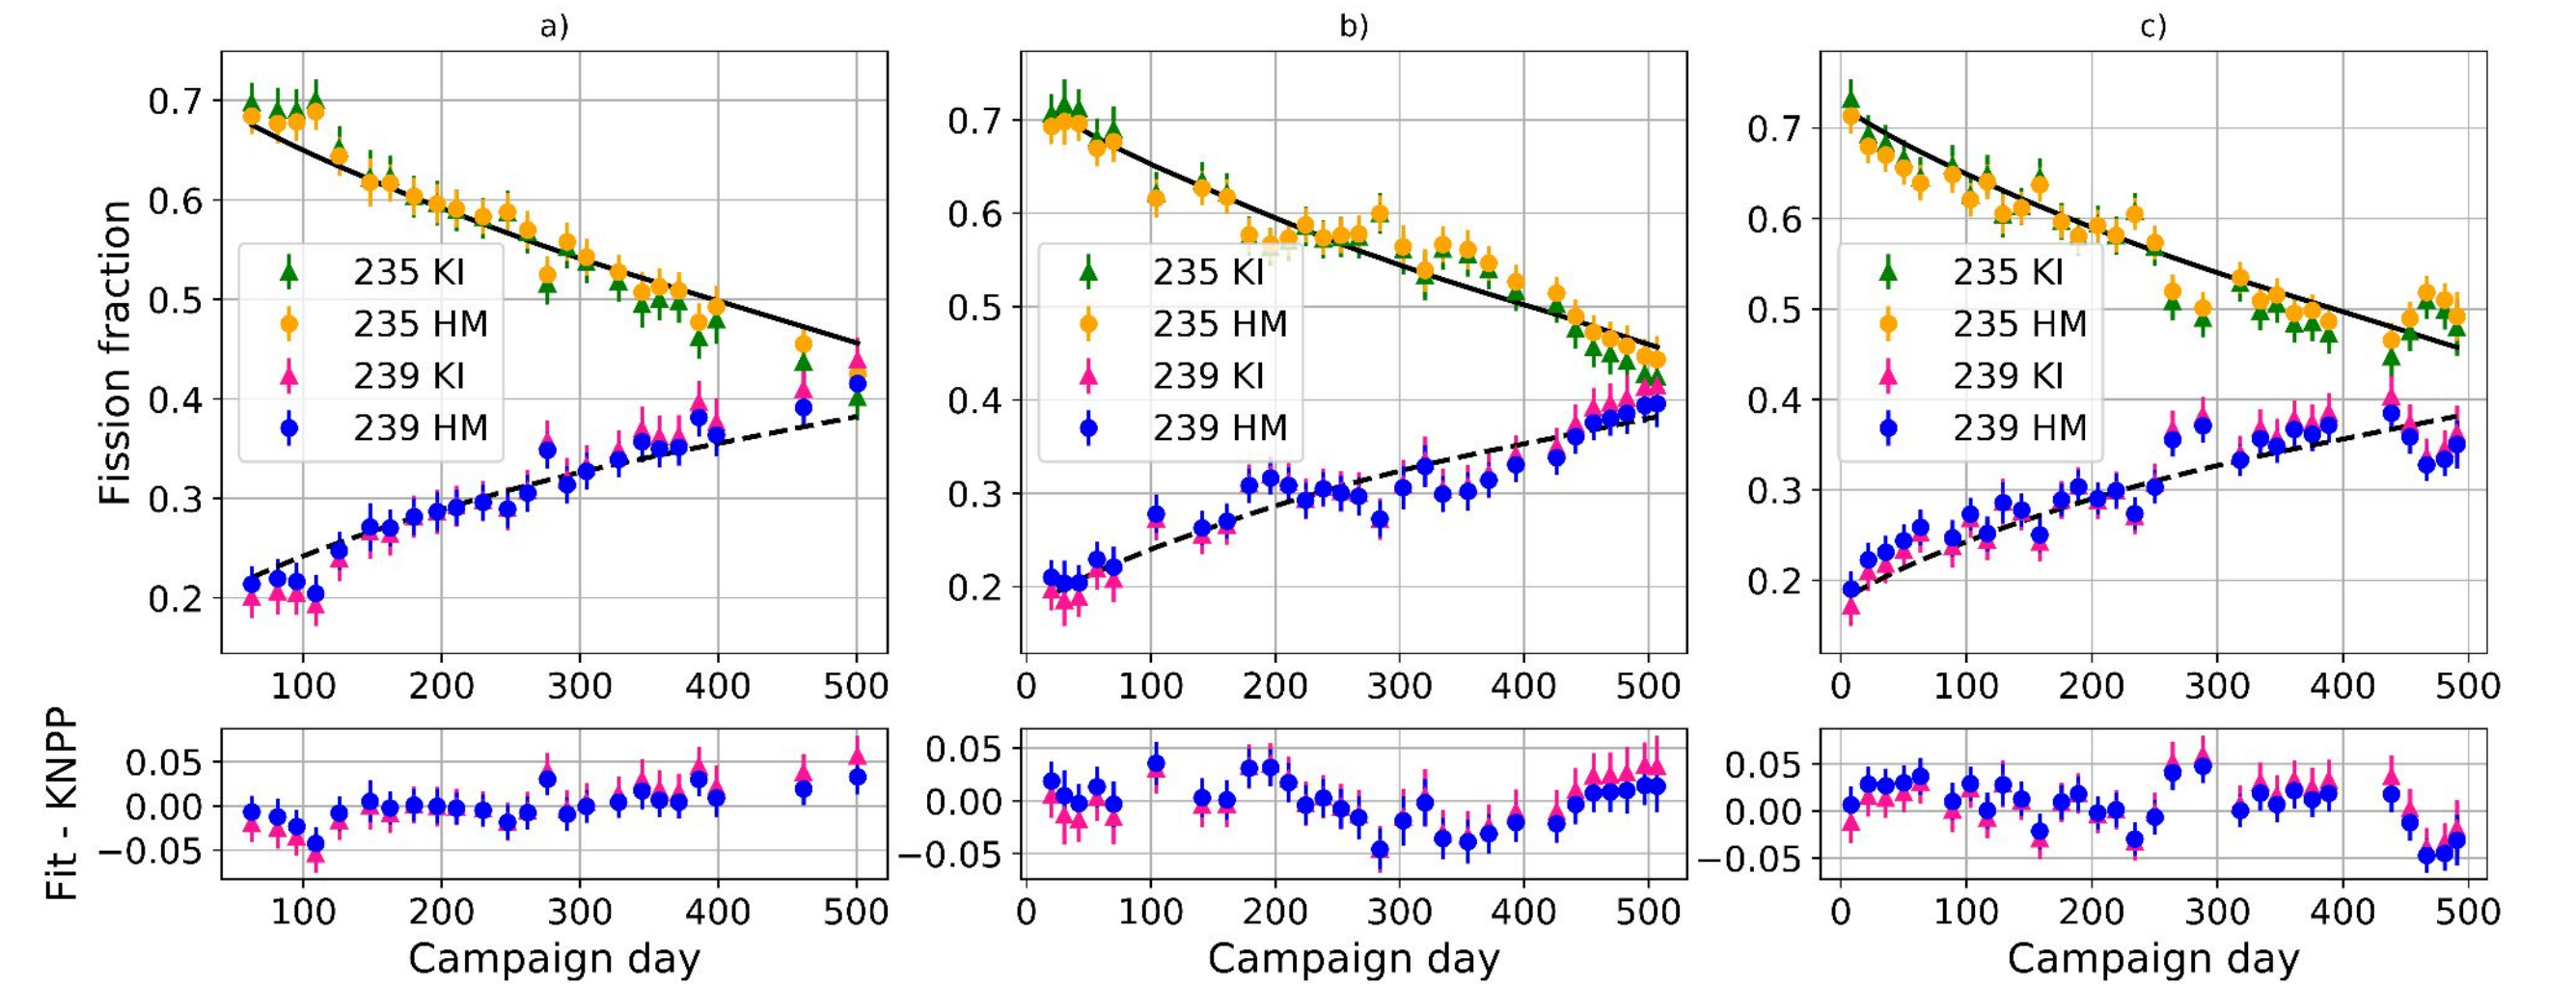 a)
b)
c)
Fission fraction
0.7
0.6
0.5
0.4
0.3
0.2
235 KI
235 HM
239 KI
239 HM
100 200 300 400 500
0.7
0.6
0.5
0.4
0.3
0.2
235 KI
235 HM
239 KI
239 HM
0 100 200 300 400 500
0.7
0.6
0.5
0.4
0.3
0.2
235 KI
235 HM
239 KI
239 HM
0 100 200 300 400 500
Fit - KNPP
0.05
0.00
−0.05
100 200 300 400 500
Campaign day
0.05
0.00
−0.05
0 100 200 300 400 500
Campaign day
0.05
0.00
−0.05
0 100 200 300 400 500
Campaign day